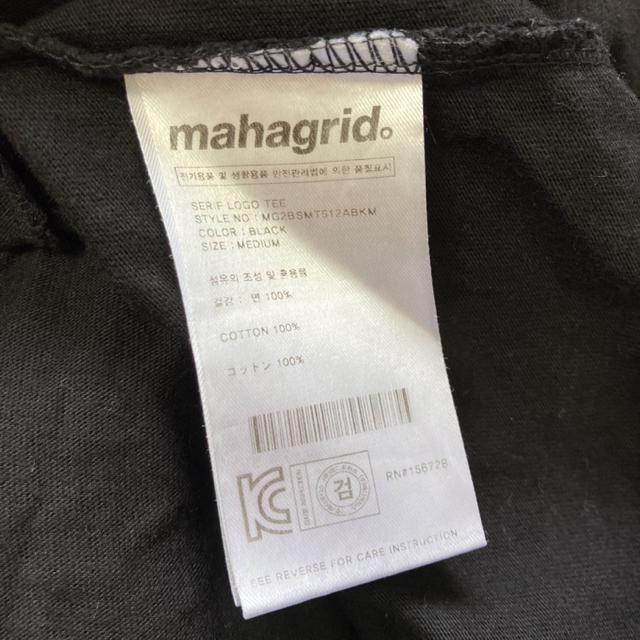 mahagrid
전기용품 및 생활용품 안전관리법에 의한 품질표시
SERIF LOGO TEE
STYLE NO : MG2BSMT512ABKM
COLOR : BLACK
SIZE : MEDIUM
섬유의 조성 및 혼용율
겉감 : 면 100%
COTTON 100%
コットン 100%
검
RN#156728
SEE REVERSE FOR CARE INSTRUCTION